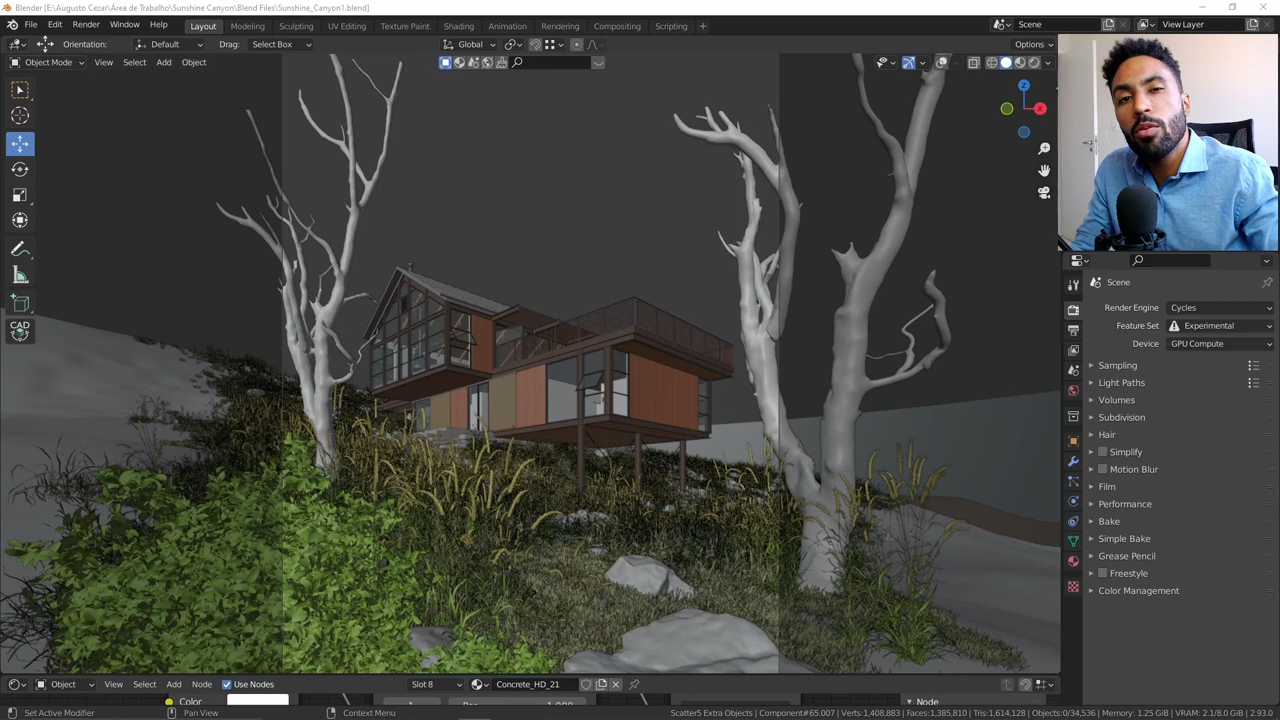 Blender [E:\Augusto Cezar\Área de Trabalho\Sunshine Canyon\Blend Files\Sunshine_Canyon1.blend]
File Edit Render Window Help Layout Modeling Sculpting UV Editing Texture Paint Shading Animation Rendering Compositing Scripting + Scene View Layer
Orientation: Default Drag: Select Box Global Options
Object Mode View Select Add Object
Z
X
CAD
Scene
Render Engine Cycles
Feature Set Experimental
Device GPU Compute
Sampling
Light Paths
Volumes
Subdivision
Hair
Simplify
Motion Blur
Film
Performance
Bake
Simple Bake
Grease Pencil
Freestyle
Color Management
Object View Select Add Node Use Nodes Slot 8 Concrete_HD_21
Color Node
Set Active Modifier Pan View Context Menu Scatter5 Extra Objects | Component#65.007 | Verts:1,408,883 | Faces:1,385,810 | Tris:1,614,128 | Objects:0/34,536 | Memory: 1.25 GiB | VRAM: 2.1/8.0 GiB | 2.93.0